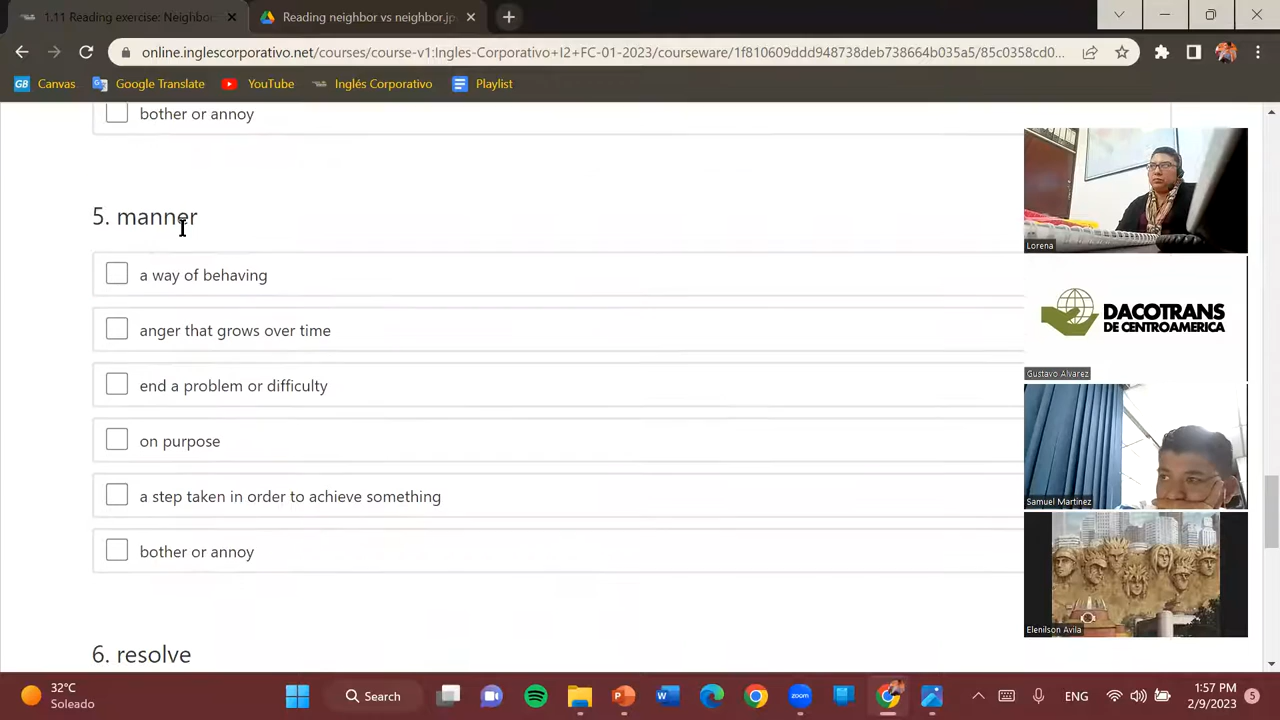 1.11 Reading exercise: Neighbor
Reading neighbor vs neighbor.jp
online.inglescorporativo.net/courses/course-v1:Ingles-Corporativo+I2+FC-01-2023/courseware/1f810609ddd948738deb738664b035a5/85c0358cd0...
GB Canvas Google Translate YouTube Inglés Corporativo Playlist
bother or annoy
5. manner
a way of behaving
anger that grows over time
end a problem or difficulty
on purpose
a step taken in order to achieve something
bother or annoy
6. resolve
Lorena
DACOTRANS
DE CENTROAMERICA
Gustavo Alvarez
Samuel Martinez
Elenilson Avila
32°C
Soleado
Search
zoom
ENG
1:57 PM
2/9/2023
5